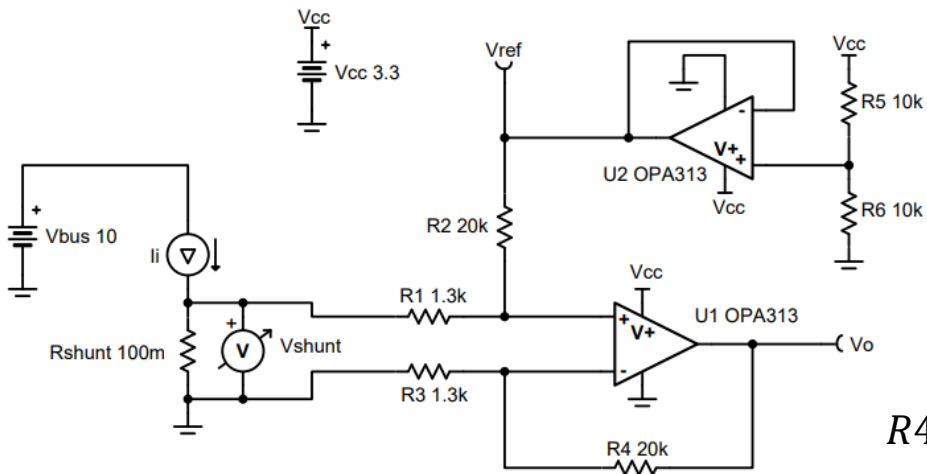 Vcc
+
Vcc 3.3
Vref
Vcc
R5 10k
-
V+
+
U2 OPA313
Vcc
R6 10k
+
Vbus 10
Ii
R2 20k
R1 1.3k
Vcc
U1 OPA313
+
V+
-
Vo
Rshunt 100m
+
V
Vshunt
R3 1.3k
R4 20k
R4